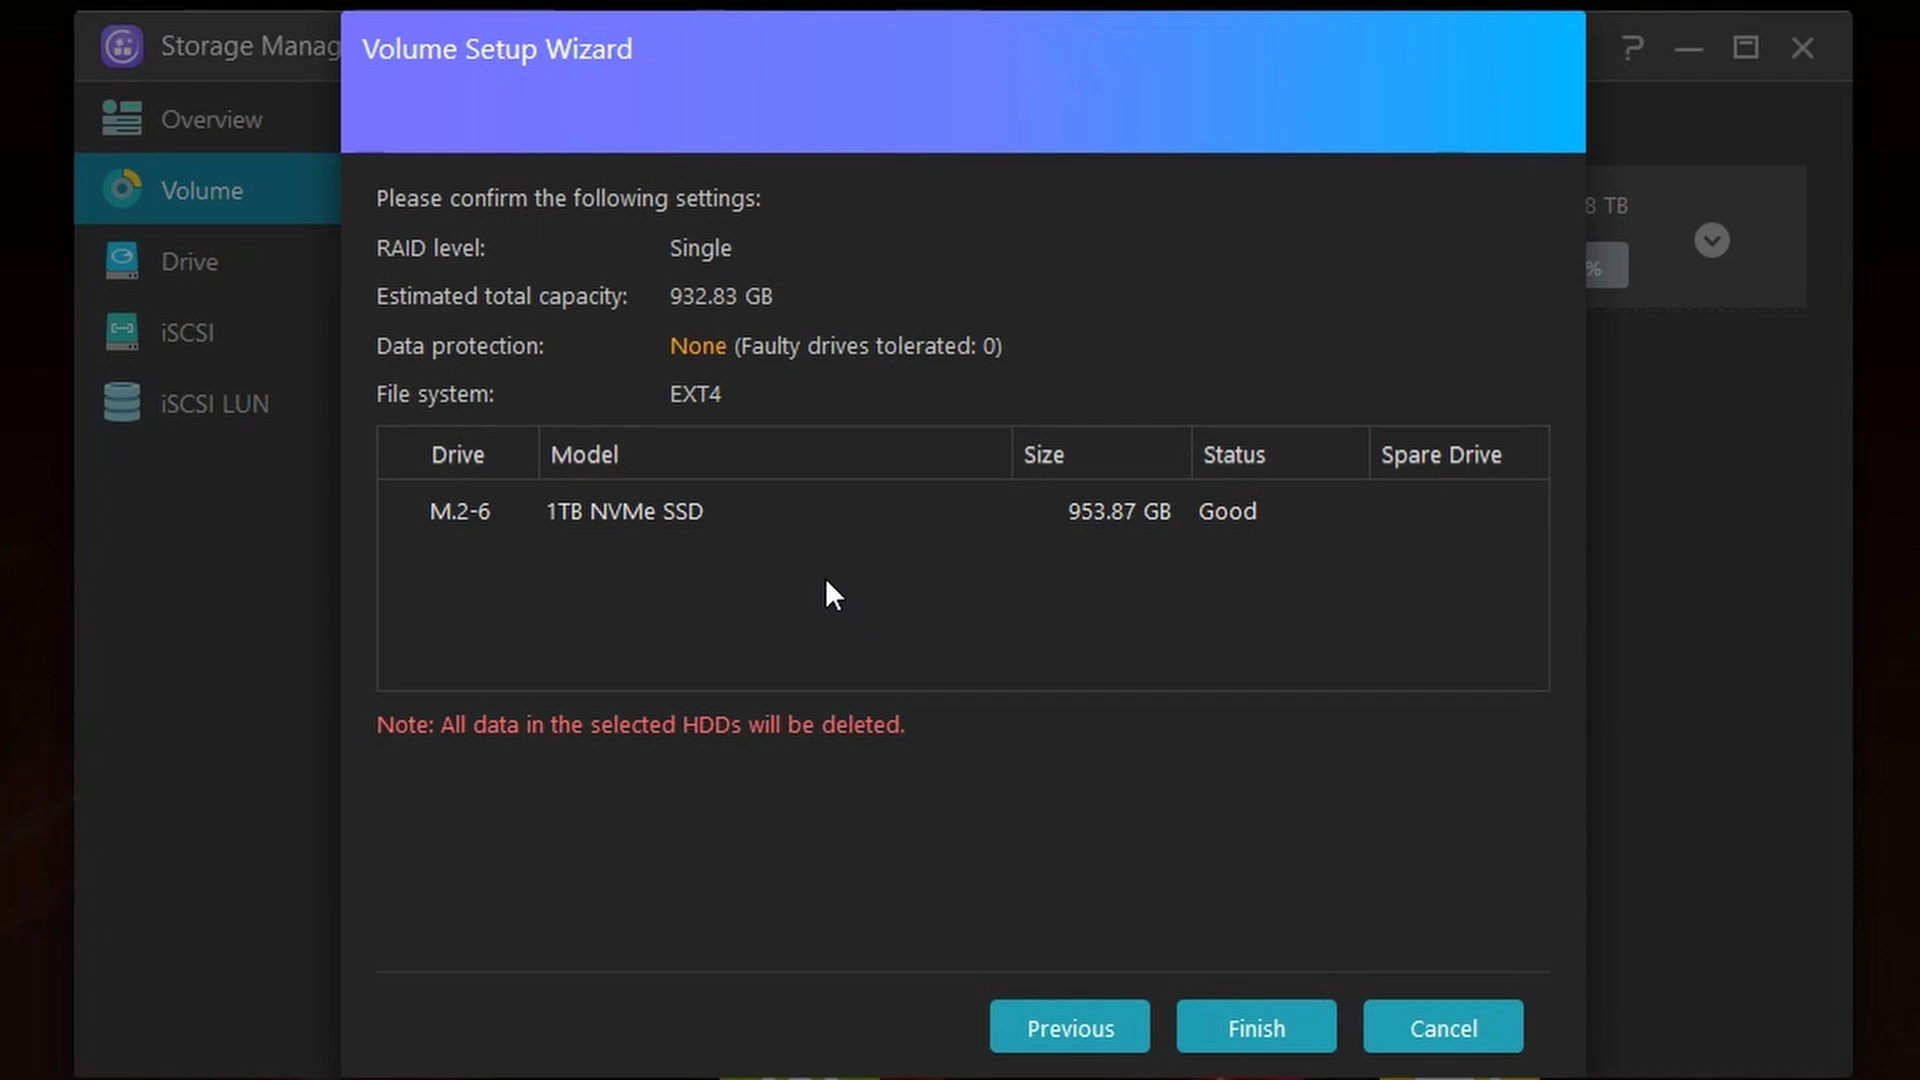 Storage Manag
Volume Setup Wizard
Overview
Volume
Drive
iSCSI
iSCSI LUN
Please confirm the following settings:
RAID level: Single
Estimated total capacity: 932.83 GB
Data protection: None (Faulty drives tolerated: 0)
File system: EXT4
Drive Model Size Status Spare Drive
M.2-6 1TB NVMe SSD 953.87 GB Good
Note: All data in the selected HDDs will be deleted.
8 TB
%
Previous Finish Cancel